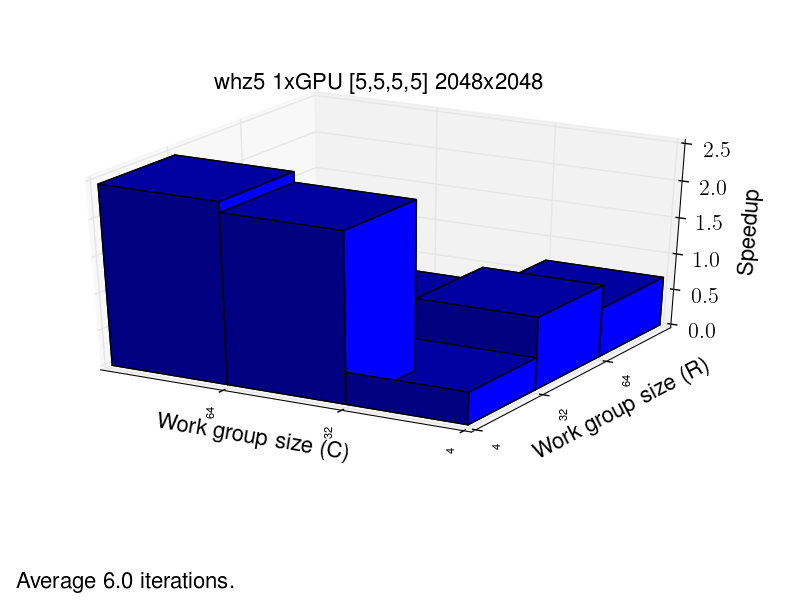 whz5 1xGPU [5,5,5,5] 2048x2048
2.5
2.0
1.5
1.0
0.5
0.0
Speedup
64
32
4
Work group size (C)
4
32
64
Work group size (R)
Average 6.0 iterations.